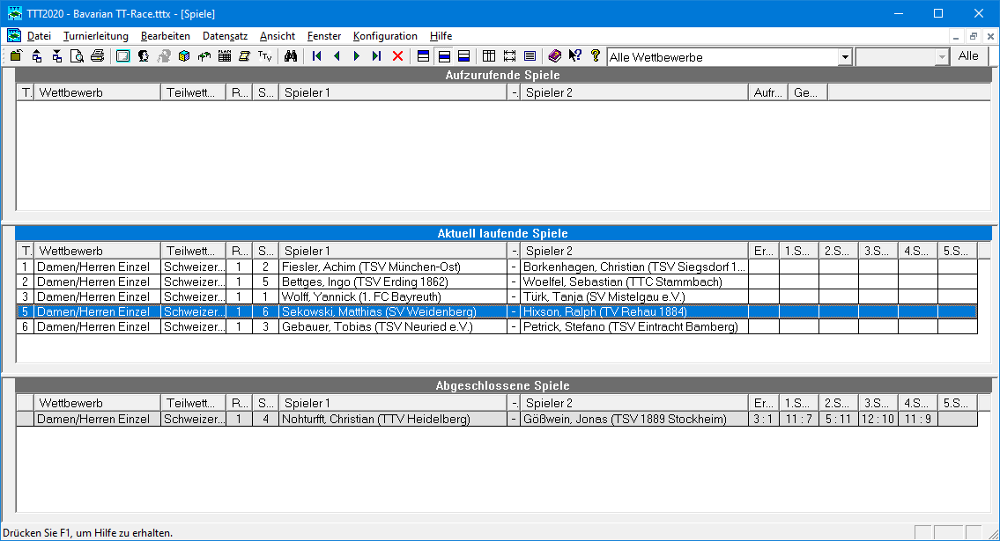 TTT2020 - Bavarian TT-Race.tttx - [Spiele]
Datei Turnierleitung Bearbeiten Datensatz Ansicht Fenster Konfiguration Hilfe
Alle Wettbewerbe Alle
Aufzurufende Spiele
T. Wettbewerb Teilwett... R... S... Spieler 1 -. Spieler 2 Aufr... Ge...
Aktuell laufende Spiele
T. Wettbewerb Teilwett... R... S... Spieler 1 -. Spieler 2 Er... 1.S... 2.S... 3.S... 4.S... 5.S...
1 Damen/Herren Einzel Schweizer... 1 2 Fiesler, Achim (TSV München-Ost) - Borkenhagen, Christian (TSV Siegsdorf 1...
2 Damen/Herren Einzel Schweizer... 1 5 Bettges, Ingo (TSV Erding 1862) - Woelfel, Sebastian (TTC Stammbach)
3 Damen/Herren Einzel Schweizer... 1 1 Wolff, Yannick (1. FC Bayreuth) - Türk, Tanja (SV Mistelgau e.V.)
5 Damen/Herren Einzel Schweizer... 1 6 Sekowski, Matthias (SV Weidenberg) - Hixson, Ralph (TV Rehau 1884)
6 Damen/Herren Einzel Schweizer... 1 3 Gebauer, Tobias (TSV Neuried e.V.) - Petrick, Stefano (TSV Eintracht Bamberg)
Abgeschlossene Spiele
Wettbewerb Teilwett... R... S... Spieler 1 -. Spieler 2 Er... 1.S... 2.S... 3.S... 4.S... 5.S...
Damen/Herren Einzel Schweizer... 1 4 Nohturfft, Christian (TTV Heidelberg) - Gößwein, Jonas (TSV 1889 Stockheim) 3 : 1 11 : 7 5 : 11 12 : 10 11 : 9
Drücken Sie F1, um Hilfe zu erhalten.